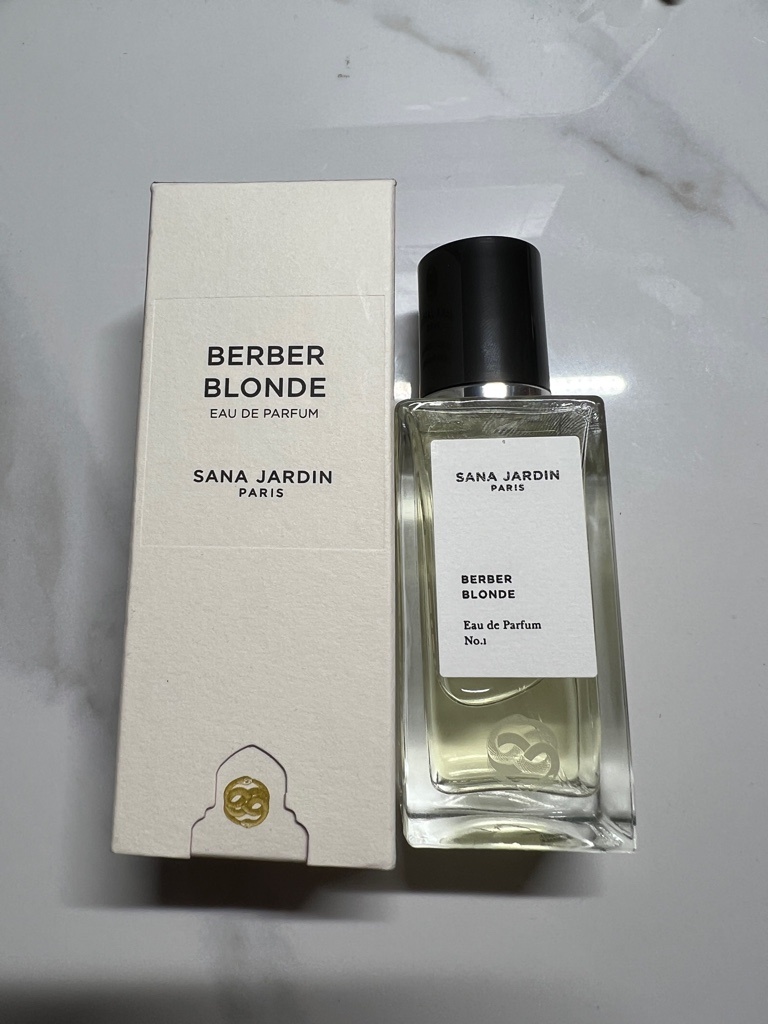 BERBER
BLONDE
EAU DE PARFUM
SANA JARDIN
PARIS
SANA JARDIN
PARIS
BERBER
BLONDE
Eau de Parfum
No.1